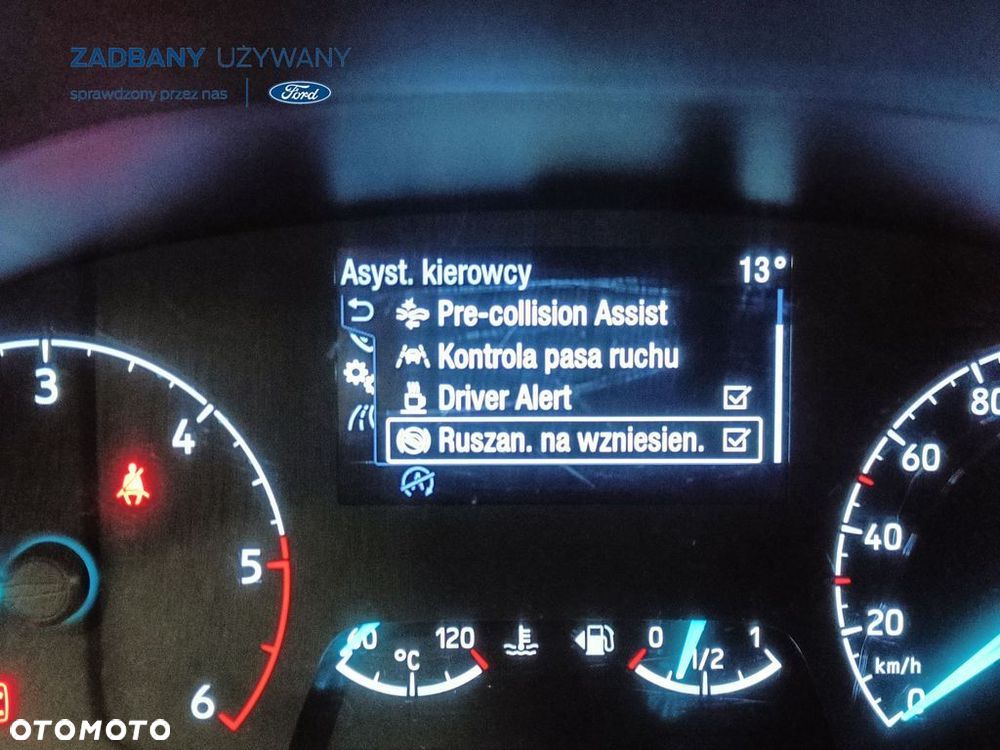 ZADBANY UŻYWANY
sprawdzony przez nas Ford
Asyst. kierowcy 13°
Pre-collision Assist
Kontrola pasa ruchu
Driver Alert
Ruszan. na wzniesien.
A
3
4
5
6
80
60
40
20
0
km/h
60 120
°C
0 1
1/2
OTOMOTO